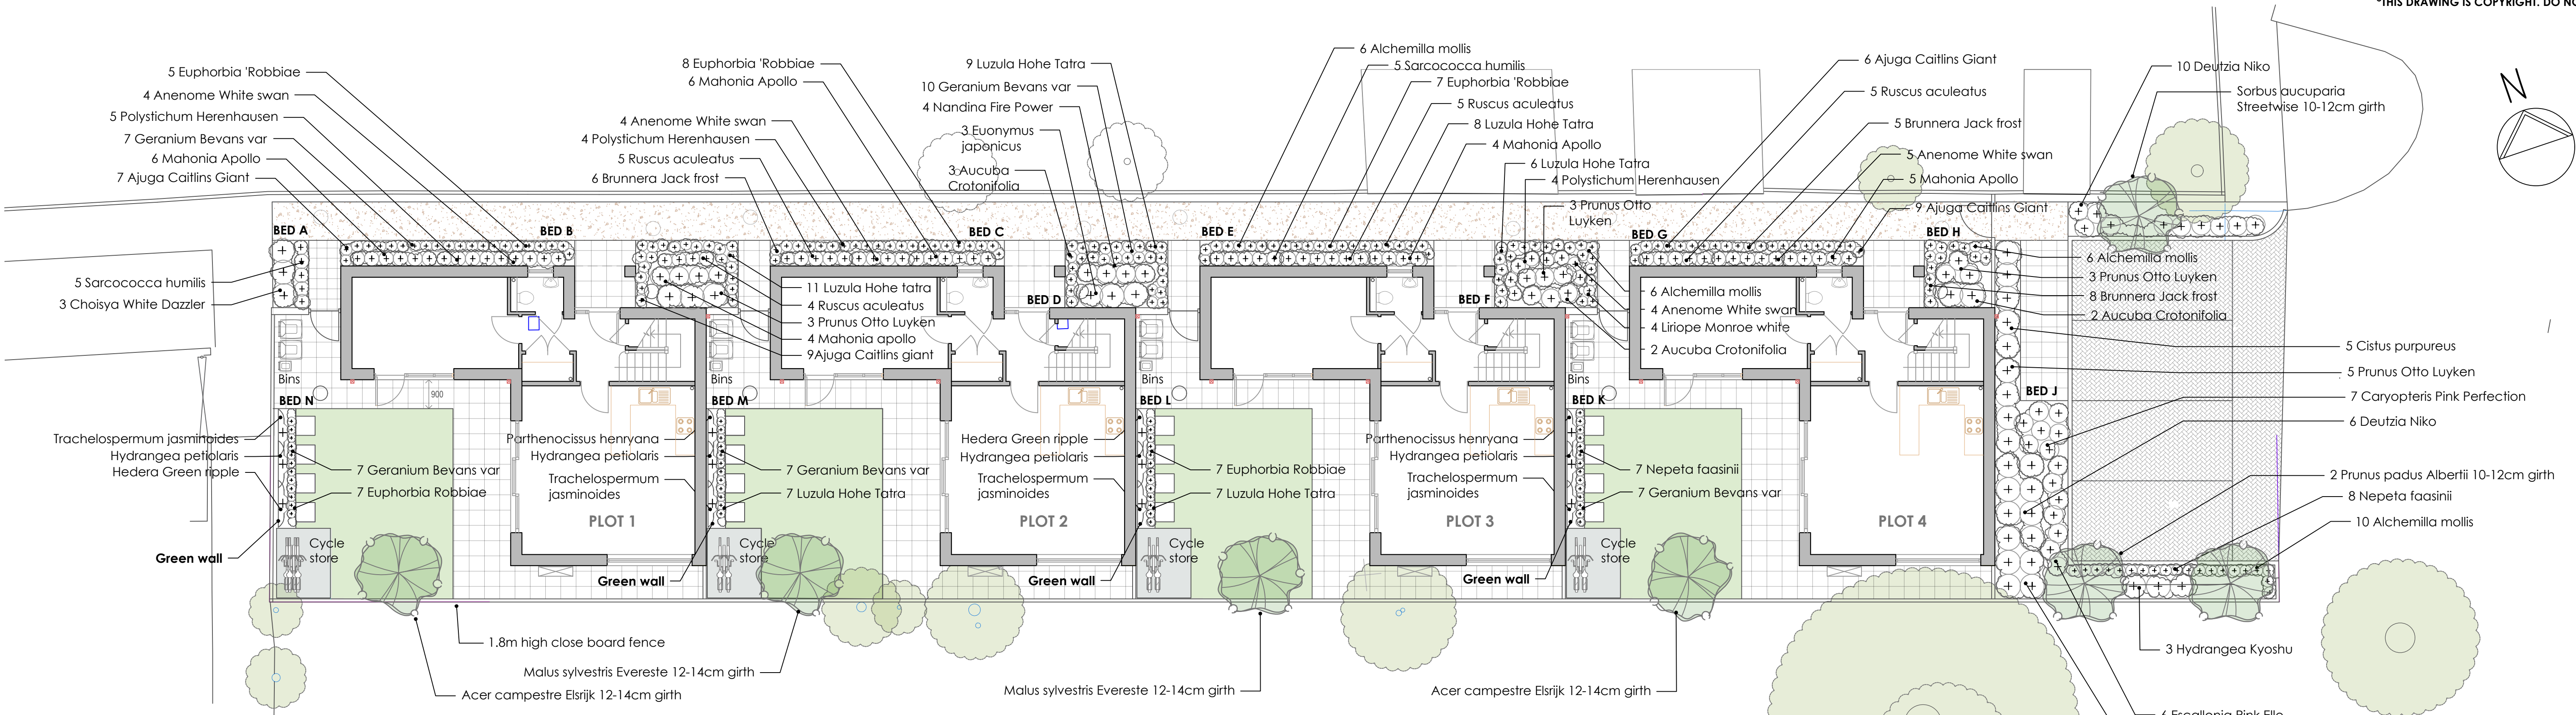 *THIS DRAWING IS COPYRIGHT. DO NO
5 Euphorbia 'Robbiae
4 Anenome White swan
5 Polystichum Herenhausen
7 Geranium Bevans var
6 Mahonia Apollo
7 Ajuga Caitlins Giant
8 Euphorbia 'Robbiae
6 Mahonia Apollo
4 Anenome White swan
4 Polystichum Herenhausen
5 Ruscus aculeatus
6 Brunnera Jack frost
9 Luzula Hohe Tatra
10 Geranium Bevans var
4 Nandina Fire Power
3 Euonymus
japonicus
3 Aucuba
Crotonifolia
6 Alchemilla mollis
5 Sarcococca humilis
7 Euphorbia 'Robbiae
5 Ruscus aculeatus
8 Luzula Hohe Tatra
4 Mahonia Apollo
6 Luzula Hohe Tatra
4 Polystichum Herenhausen
3 Prunus Otto
Luyken
6 Ajuga Caitlins Giant
5 Ruscus aculeatus
5 Brunnera Jack frost
5 Anenome White swan
5 Mahonia Apollo
9 Ajuga Caitlins Giant
10 Deutzia Niko
Sorbus aucuparia
Streetwise 10-12cm girth
N
BED A
BED B
BED C
BED D
BED E
BED F
BED G
BED H
5 Sarcococca humilis
3 Choisya White Dazzler
11 Luzula Hohe tatra
4 Ruscus aculeatus
3 Prunus Otto Luyken
4 Mahonia apollo
9Ajuga Caitlins giant
6 Alchemilla mollis
4 Anenome White swan
4 Liriope Monroe white
2 Aucuba Crotonifolia
6 Alchemilla mollis
3 Prunus Otto Luyken
8 Brunnera Jack frost
2 Aucuba Crotonifolia
5 Cistus purpureus
5 Prunus Otto Luyken
7 Caryopteris Pink Perfection
6 Deutzia Niko
2 Prunus padus Albertii 10-12cm girth
8 Nepeta faasinii
10 Alchemilla mollis
3 Hydrangea Kyoshu
6 Escallonia Pink Elle
BED J
Bins
Bins
Bins
Bins
900
BED N
BED M
BED L
BED K
Trachelospermum jasminoides
Hydrangea petiolaris
Hedera Green ripple
7 Geranium Bevans var
7 Euphorbia Robbiae
Parthenocissus henryana
Hydrangea petiolaris
Trachelospermum
jasminoides
7 Geranium Bevans var
7 Luzula Hohe Tatra
Hedera Green ripple
Hydrangea petiolaris
Trachelospermum
jasminoides
7 Euphorbia Robbiae
7 Luzula Hohe Tatra
Parthenocissus henryana
Hydrangea petiolaris
Trachelospermum
jasminoides
7 Nepeta faasinii
7 Geranium Bevans var
PLOT 1
PLOT 2
PLOT 3
PLOT 4
Cycle
store
Cycle
store
Cycle
store
Green wall
Green wall
Green wall
Green wall
1.8m high close board fence
Malus sylvestris Evereste 12-14cm girth
Acer campestre Elsrijk 12-14cm girth
Malus sylvestris Evereste 12-14cm girth
Acer campestre Elsrijk 12-14cm girth